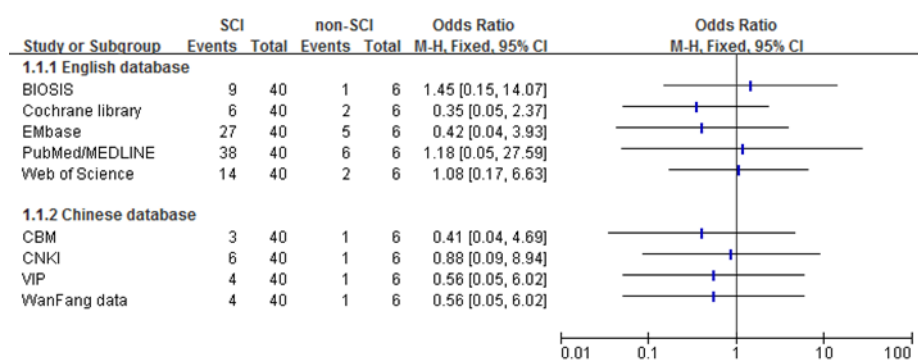 SCI non-SCI Odds Ratio Odds Ratio
Study or Subgroup Events Total Events Total M-H, Fixed, 95% CI M-H, Fixed, 95% CI
1.1.1 English database
BIOSIS 9 40 1 6 1.45 [0.15, 14.07]
Cochrane library 6 40 2 6 0.35 [0.05, 2.37]
EMbase 27 40 5 6 0.42 [0.04, 3.93]
PubMed/MEDLINE 38 40 6 6 1.18 [0.05, 27.59]
Web of Science 14 40 2 6 1.08 [0.17, 6.63]
1.1.2 Chinese database
CBM 3 40 1 6 0.41 [0.04, 4.69]
CNKI 6 40 1 6 0.88 [0.09, 8.94]
VIP 4 40 1 6 0.56 [0.05, 6.02]
WanFang data 4 40 1 6 0.56 [0.05, 6.02]
0.01 0.1 1 10 100